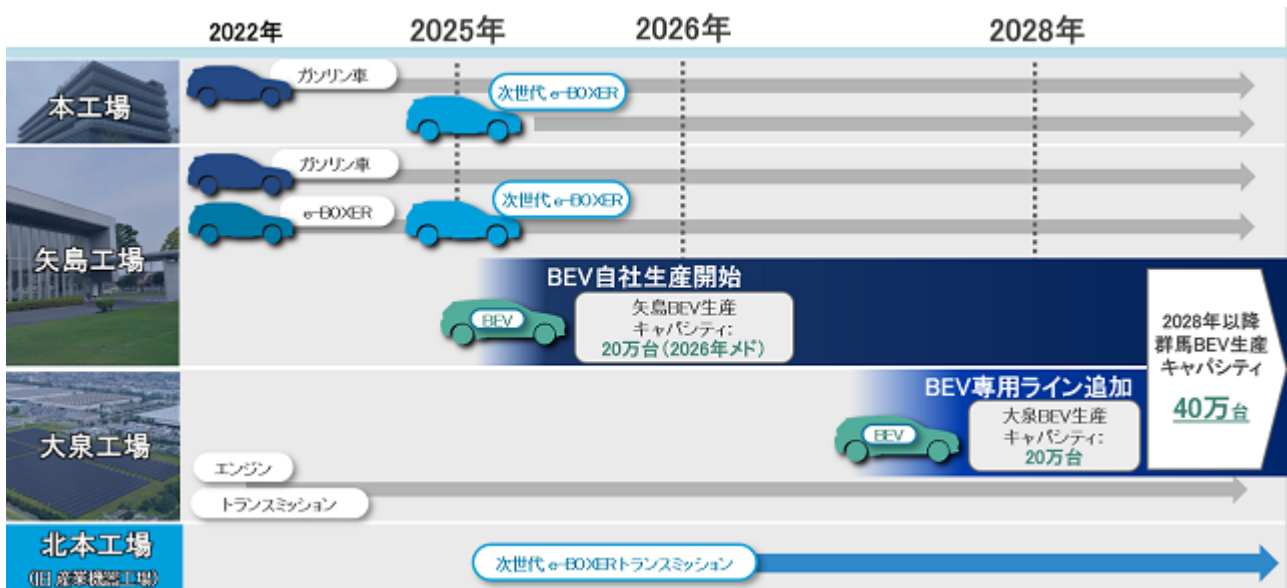 2022年
2025年
2026年
2028年
本工場
ガソリン車
次世代 e-BOXER
矢島工場
ガソリン車
e-BOXER
次世代 e-BOXER
BEV自社生産開始
BEV
矢島BEV生産
キャパシティ:
20万台(2026年メド)
2028年以降
群馬BEV生産
キャパシティ
40万台
大泉工場
BEV専用ライン追加
BEV
大泉BEV生産
キャパシティ:
20万台
エンジン
トランスミッション
北本工場
(旧 産業機器工場)
次世代 e-BOXERトランスミッション